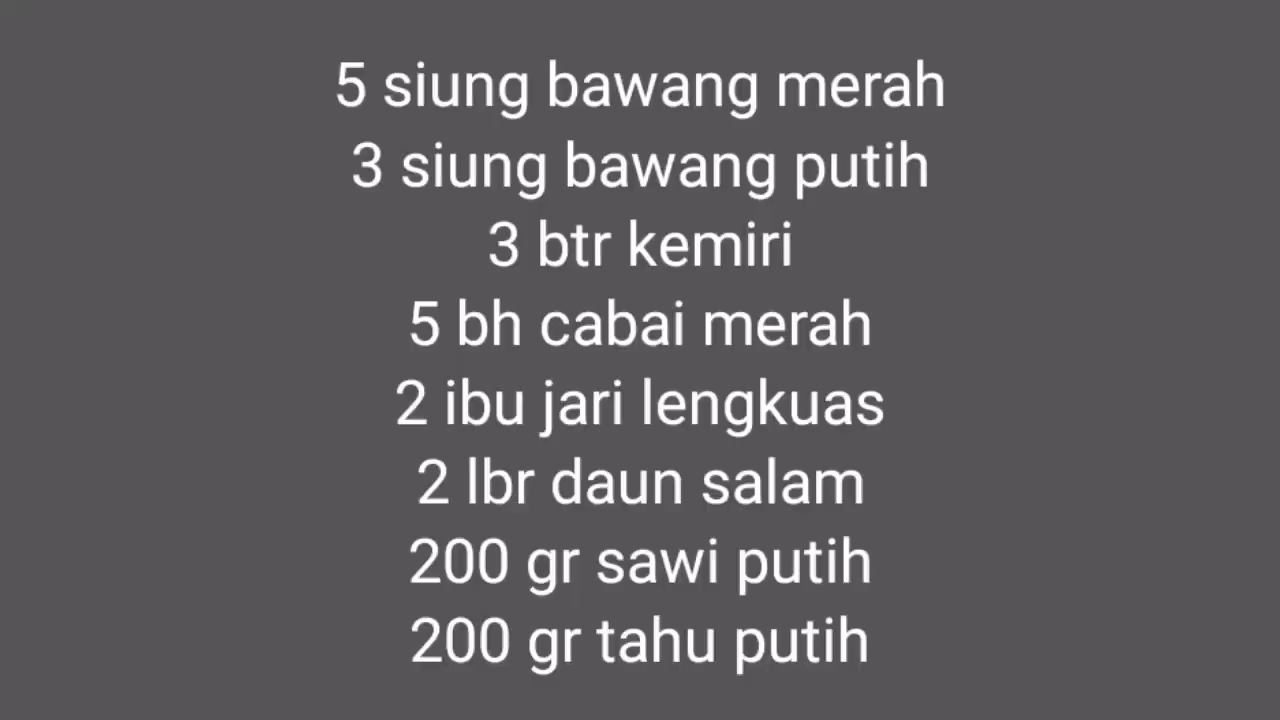 5 siung bawang merah
3 siung bawang putih
3 btr kemiri
5 bh cabai merah
2 ibu jari lengkuas
2 lbr daun salam
200 gr sawi putih
200 gr tahu putih